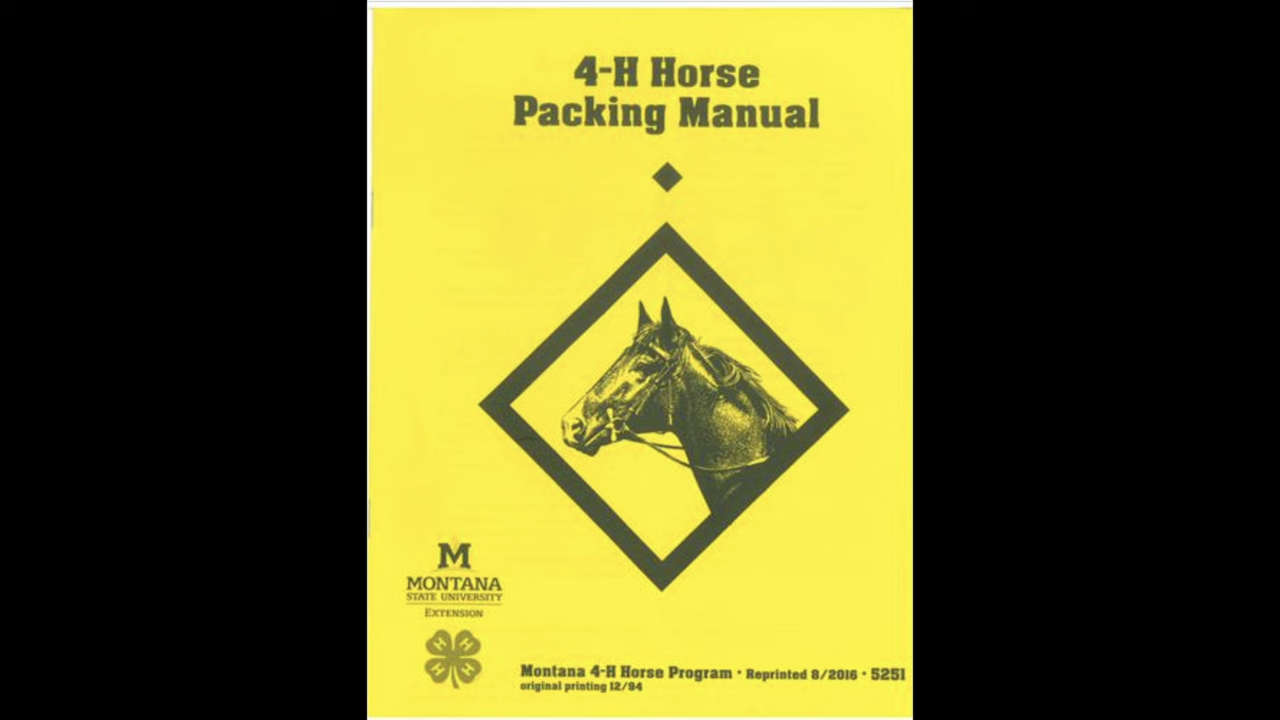 4-H Horse
Packing Manual
M
MONTANA
STATE UNIVERSITY
EXTENSION
H H H H
Montana 4-H Horse Program · Reprinted 8/2016 · 5251
original printing 12/94